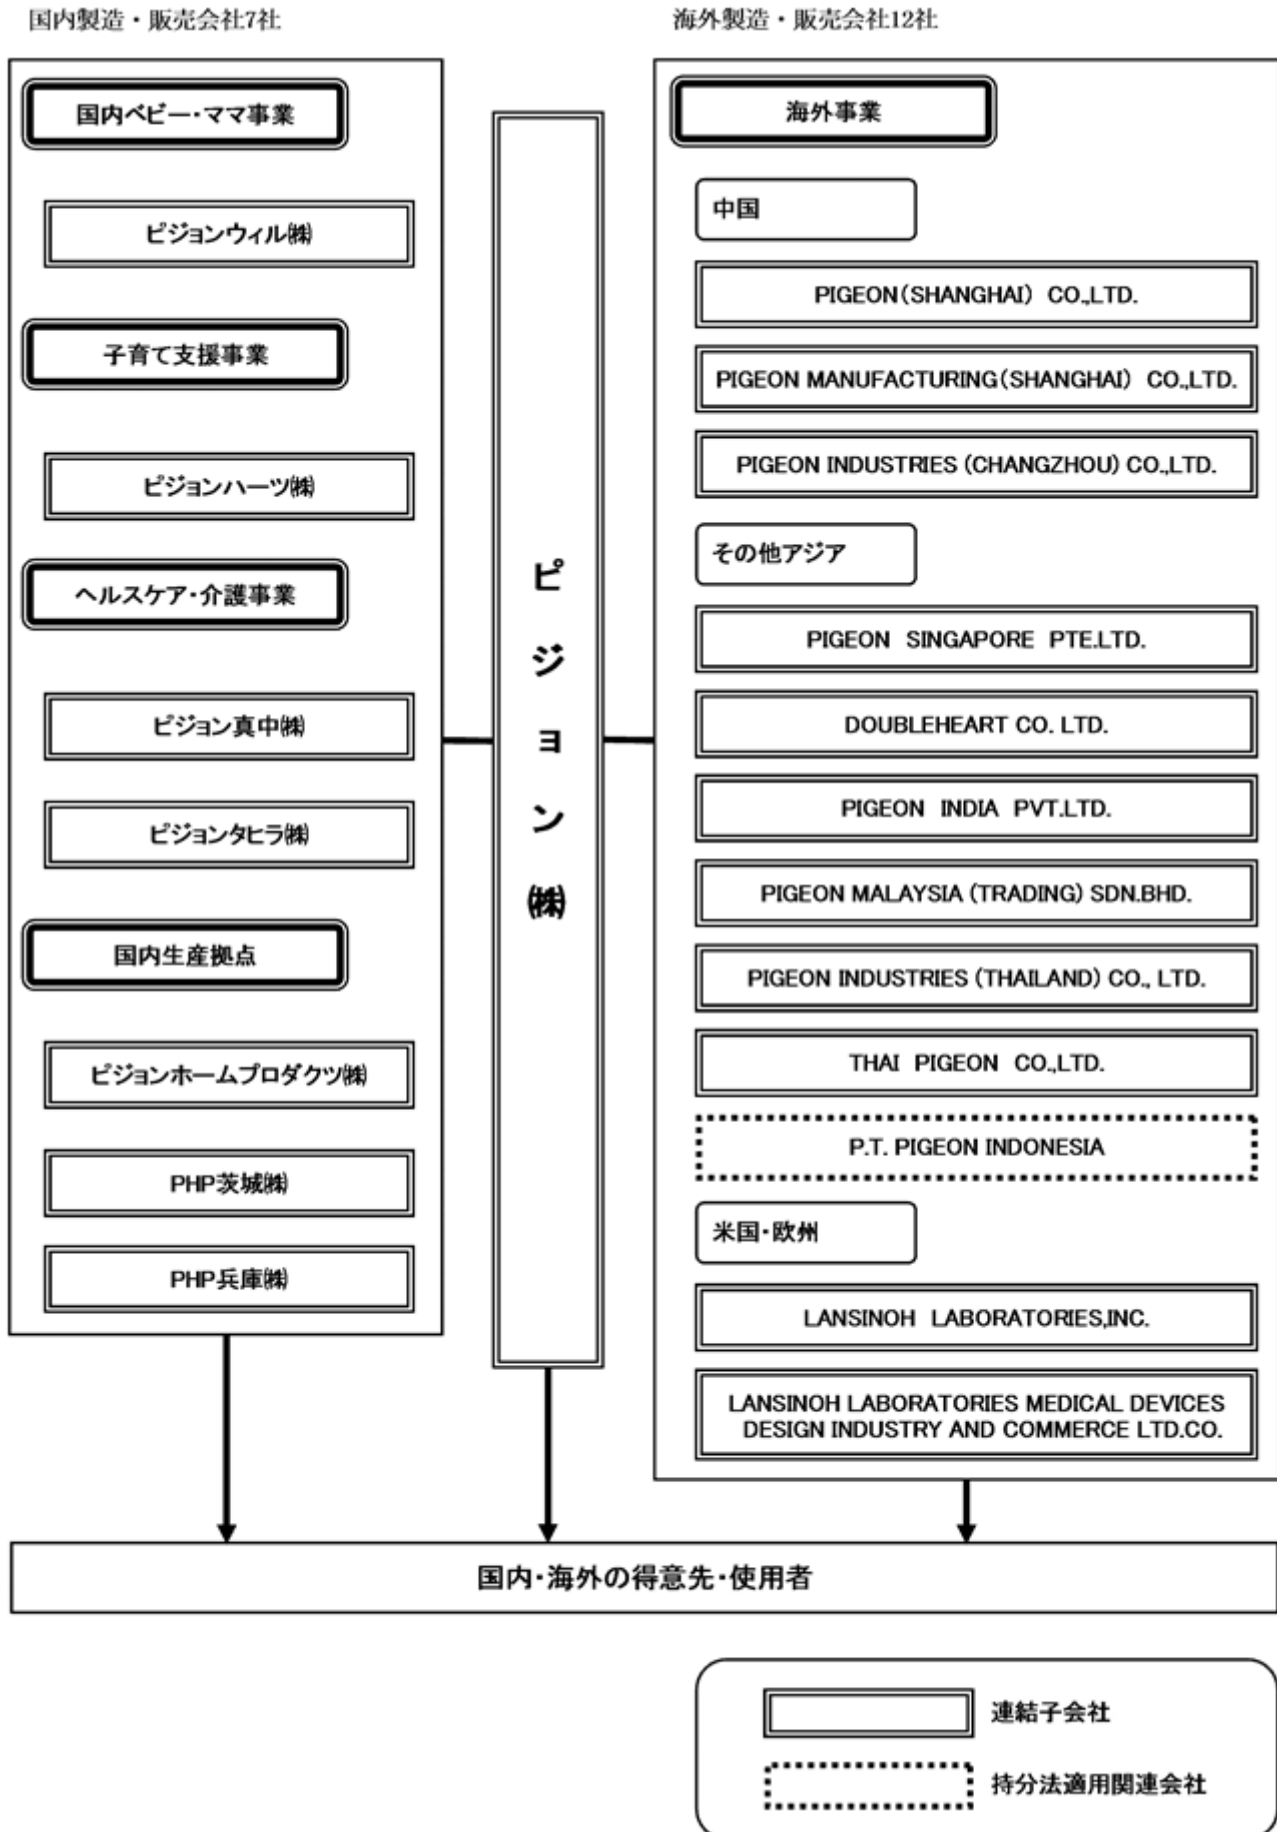 国内製造・販売会社7社
国内ベビー・ママ事業
ピジョンウィル㈱
子育て支援事業
ピジョンハーツ㈱
ヘルスケア・介護事業
ピジョン真中㈱
ピジョンタヒラ㈱
国内生産拠点
ピジョンホームプロダクツ㈱
PHP茨城㈱
PHP兵庫㈱
ピジョン㈱
海外製造・販売会社12社
海外事業
中国
PIGEON(SHANGHAI) CO.,LTD.
PIGEON MANUFACTURING(SHANGHAI) CO.,LTD.
PIGEON INDUSTRIES (CHANGZHOU) CO.,LTD.
その他アジア
PIGEON SINGAPORE PTE.LTD.
DOUBLEHEART CO. LTD.
PIGEON INDIA PVT.LTD.
PIGEON MALAYSIA (TRADING) SDN.BHD.
PIGEON INDUSTRIES (THAILAND) CO., LTD.
THAI PIGEON CO.,LTD.
P.T. PIGEON INDONESIA
米国・欧州
LANSINOH LABORATORIES,INC.
LANSINOH LABORATORIES MEDICAL DEVICES
DESIGN INDUSTRY AND COMMERCE LTD.CO.
国内・海外の得意先・使用者
連結子会社
持分法適用関連会社